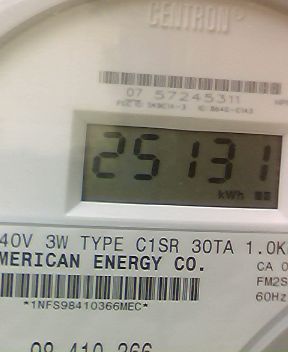 CENTRON®
07 57245311
25131
kWh
40V 3W TYPE C1SR 30TA 1.0K
MERICAN ENERGY CO.
CA 0
FM2S
60Hz
*1NFS98410366MEC*
98 410 366